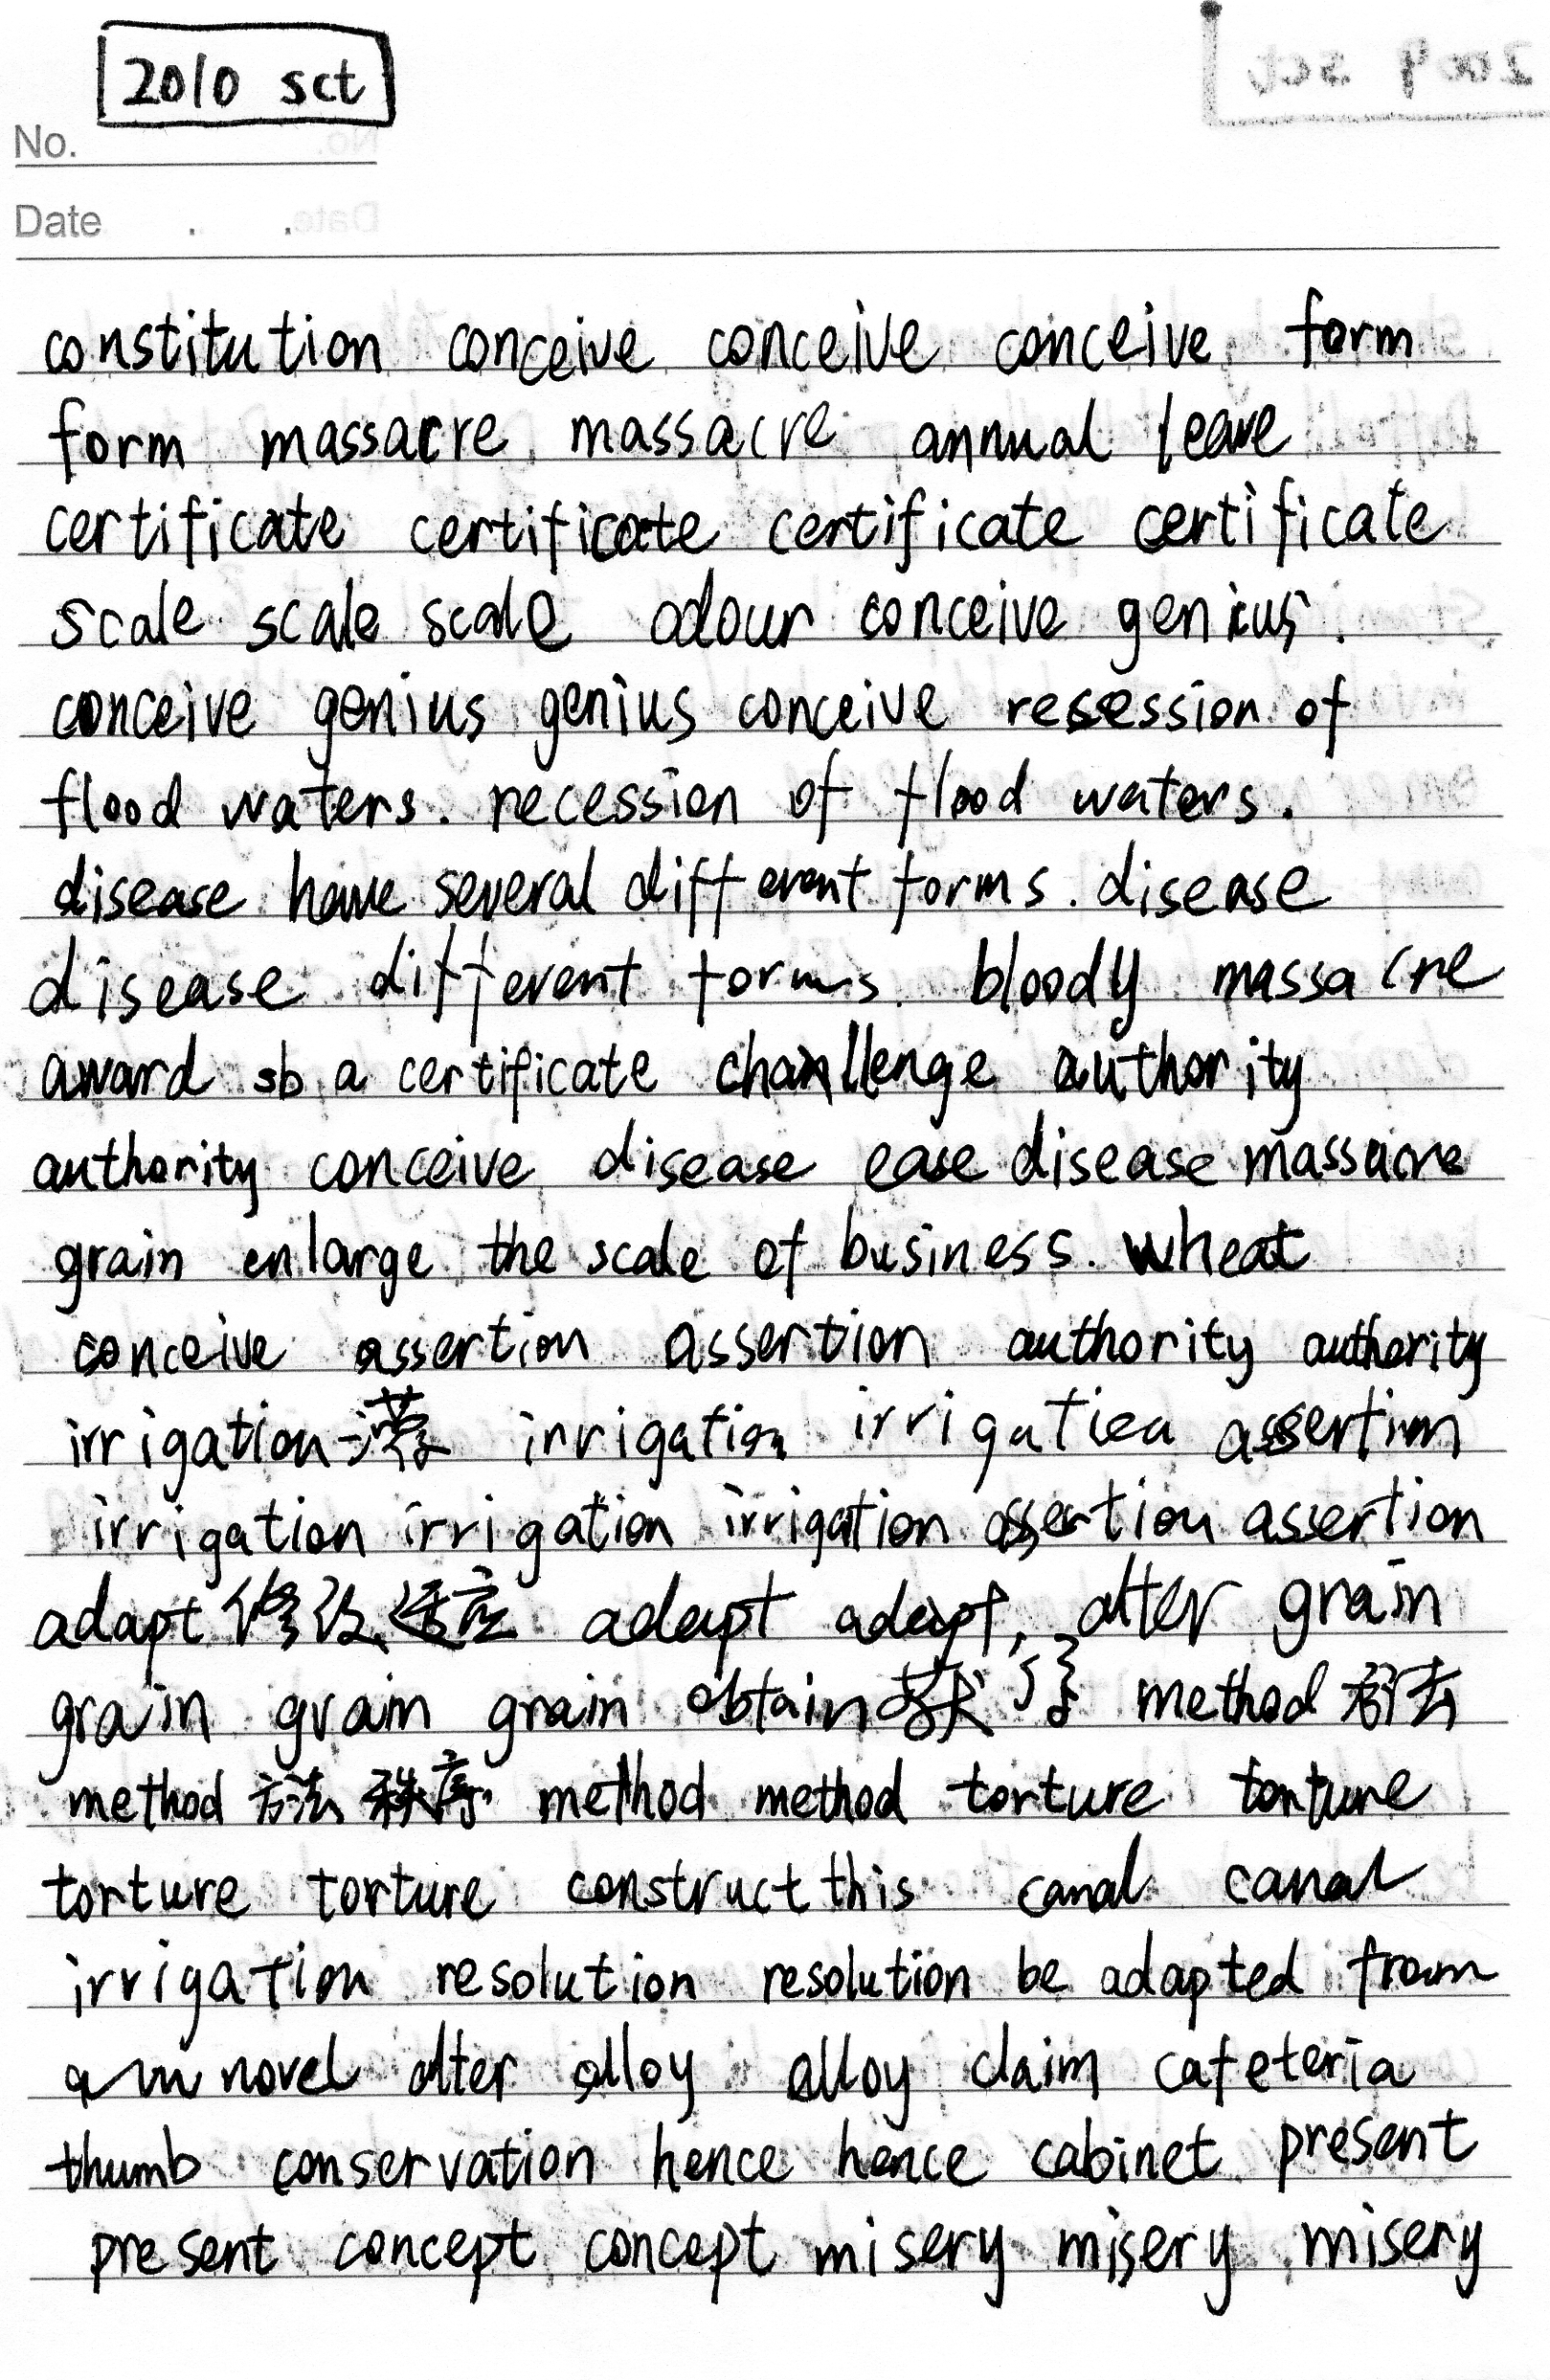 2010 sct
No.
Date . .
constitution conceive conceive conceive form
form massacre massacre annual leave
certificate certificate certificate certificate
scale scale scale odour conceive genius.
conceive genius genius conceive resession of
flood waters. recession of flood waters.
disease have several different forms. disease
disease different forms. bloody massacre
award sb a certificate chanllenge authority
authority conceive disease ease disease massacre
grain enlarge the scale of business. wheat
conceive assertion assertion authority authority
irrigation irrigation irrigation assertion
irrigation irrigation irrigation assertion assertion
adapt 修改、适应 adapt adapt, alter grain
grain grain grain obtain 获得 method 方法
method 方法 秩序 method method torture torture
torture torture construct this canal canal
irrigation resolution resolution be adapted from
a novel alter alloy alloy claim cafeteria
thumb conservation hence hence cabinet present
present concept concept misery misery misery